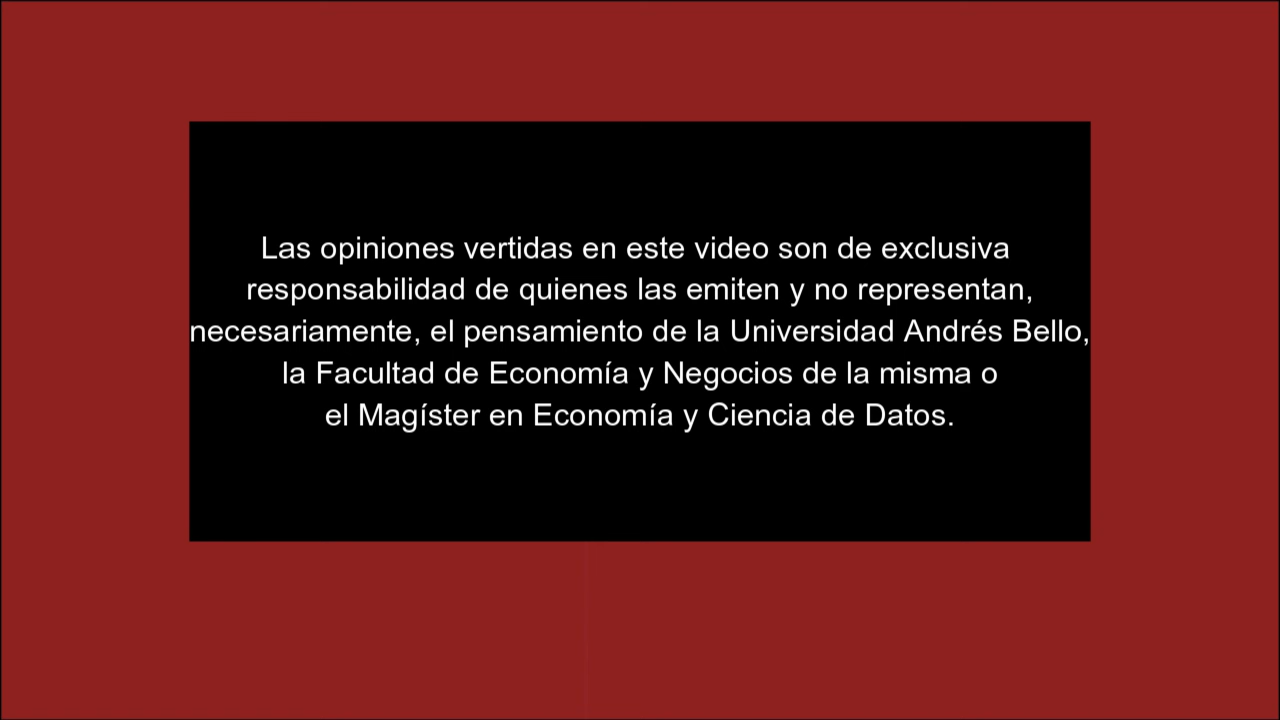 Las opiniones vertidas en este video son de exclusiva
responsabilidad de quienes las emiten y no representan,
necesariamente, el pensamiento de la Universidad Andrés Bello,
la Facultad de Economía y Negocios de la misma o
el Magíster en Economía y Ciencia de Datos.